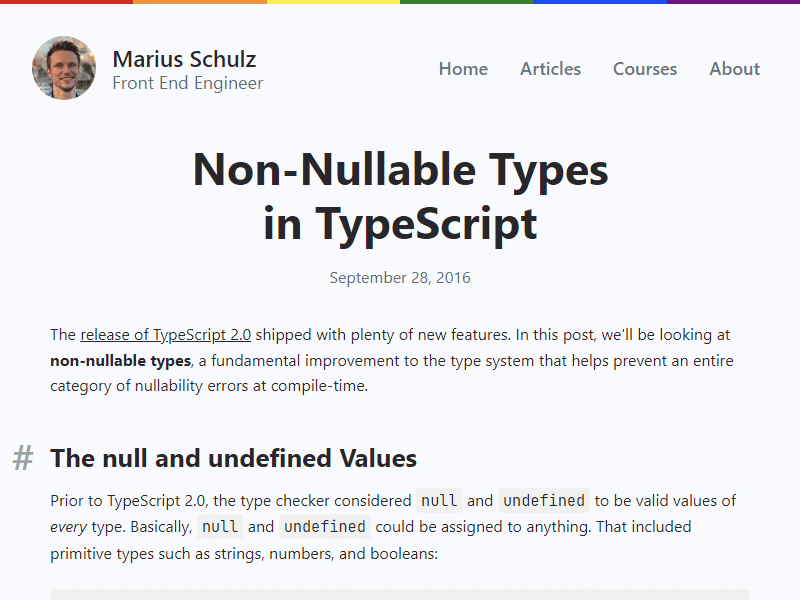 Marius Schulz
Front End Engineer
Home Articles Courses About
Non-Nullable Types
in TypeScript
September 28, 2016
The release of TypeScript 2.0 shipped with plenty of new features. In this post, we'll be looking at
non-nullable types, a fundamental improvement to the type system that helps prevent an entire
category of nullability errors at compile-time.
# The null and undefined Values
Prior to TypeScript 2.0, the type checker considered null and undefined to be valid values of
every type. Basically, null and undefined could be assigned to anything. That included
primitive types such as strings, numbers, and booleans: